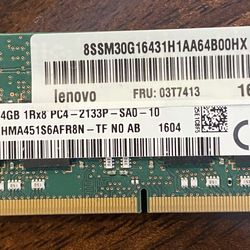 8SSM30G16431H1AA64B00HX
FRU: 03T7413
lenovo
4GB 1Rx8 PC4-2133P-SA0-10
HMA451S6AFR8N-TF N0 AB 1604